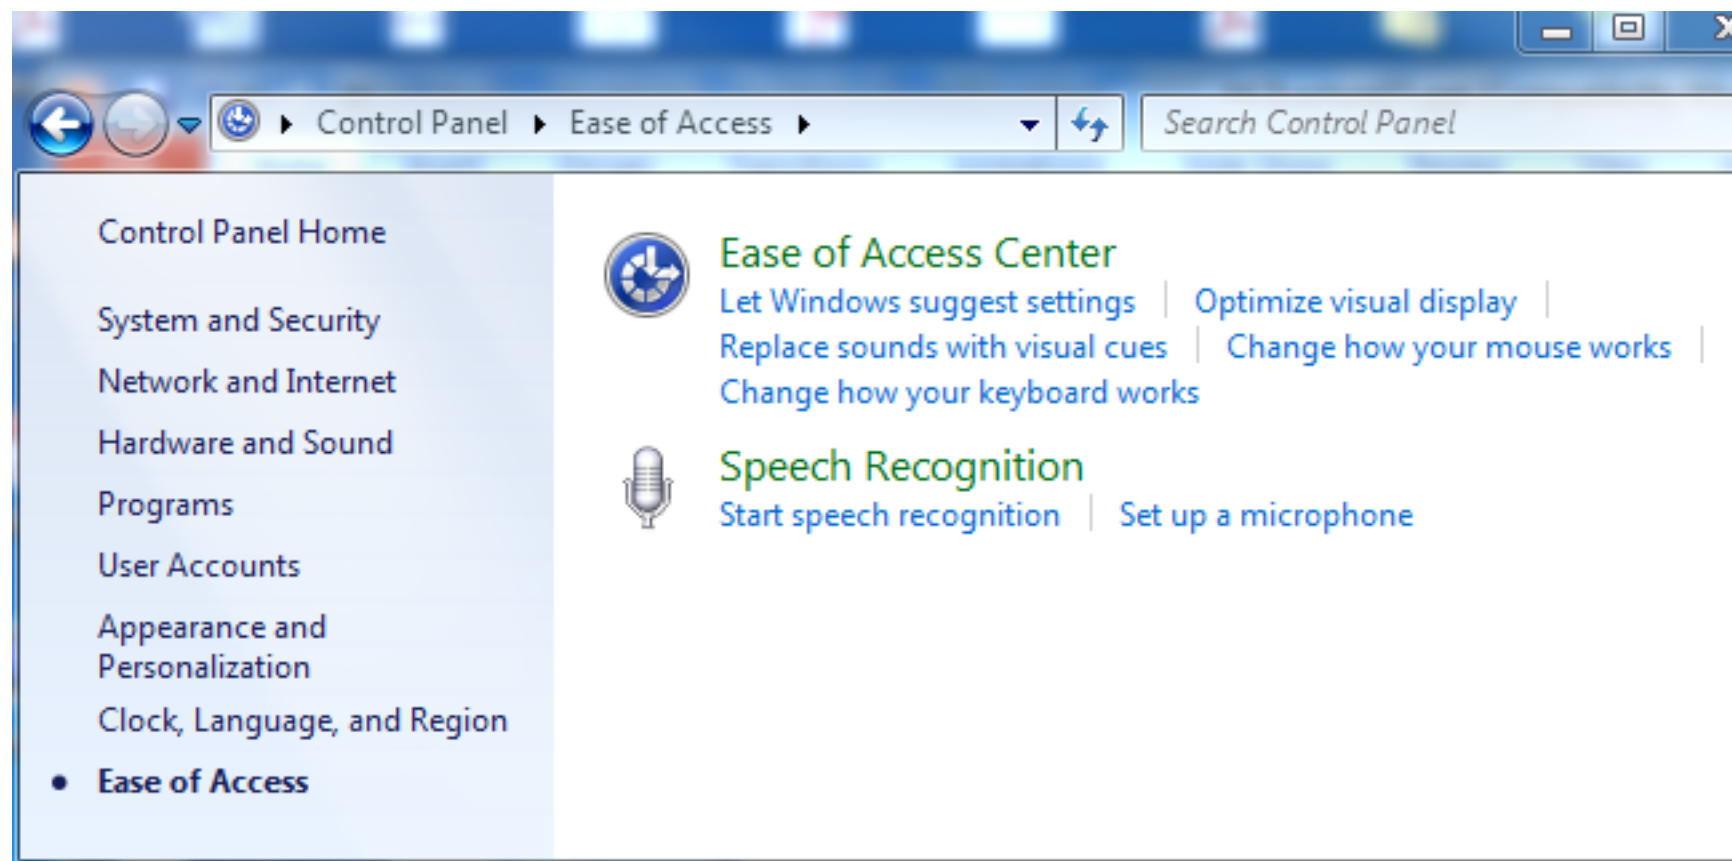 Control Panel Ease of Access Search Control Panel
Control Panel Home
System and Security
Network and Internet
Hardware and Sound
Programs
User Accounts
Appearance and
Personalization
Clock, Language, and Region
Ease of Access
Ease of Access Center
Let Windows suggest settings Optimize visual display
Replace sounds with visual cues Change how your mouse works
Change how your keyboard works
Speech Recognition
Start speech recognition Set up a microphone